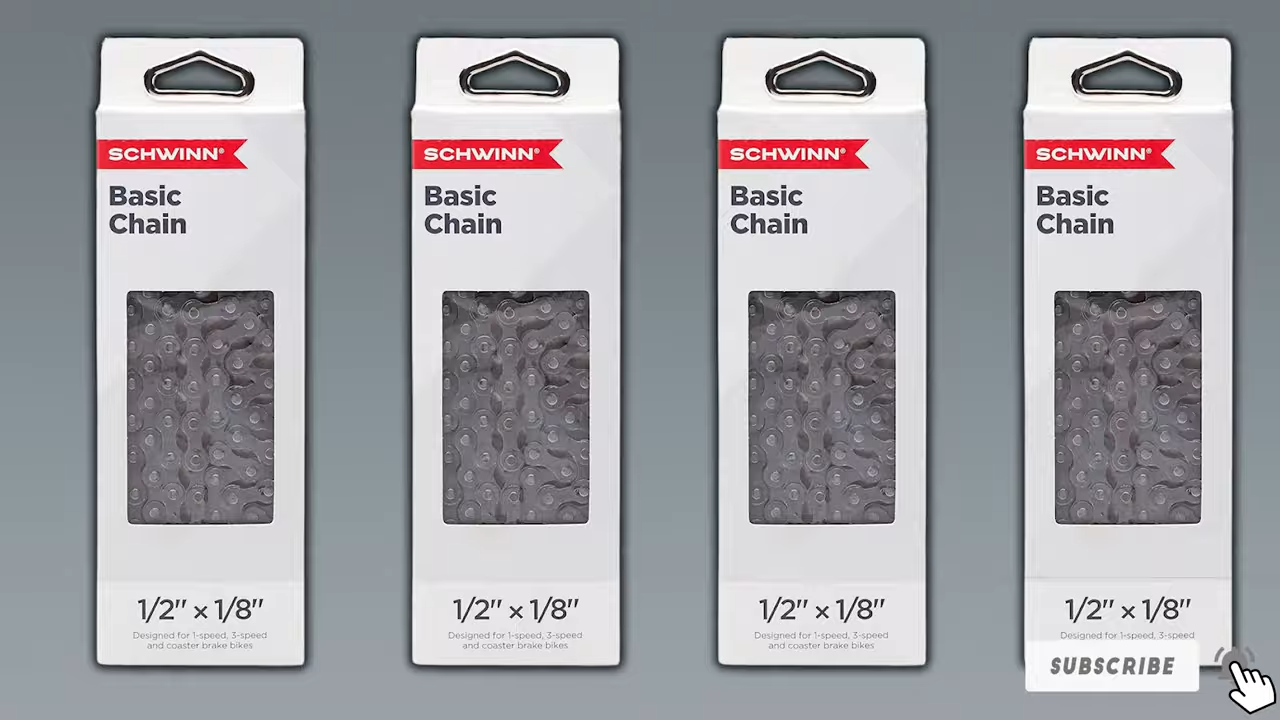 SCHWINN®
Basic
Chain
1/2" × 1/8"
Designed for 1-speed, 3-speed
and coaster brake bikes
SCHWINN®
Basic
Chain
1/2" × 1/8"
Designed for 1-speed, 3-speed
and coaster brake bikes
SCHWINN®
Basic
Chain
1/2" × 1/8"
Designed for 1-speed, 3-speed
and coaster brake bikes
SCHWINN®
Basic
Chain
1/2" × 1/8"
Designed for 1-speed, 3-speed
SUBSCRIBE